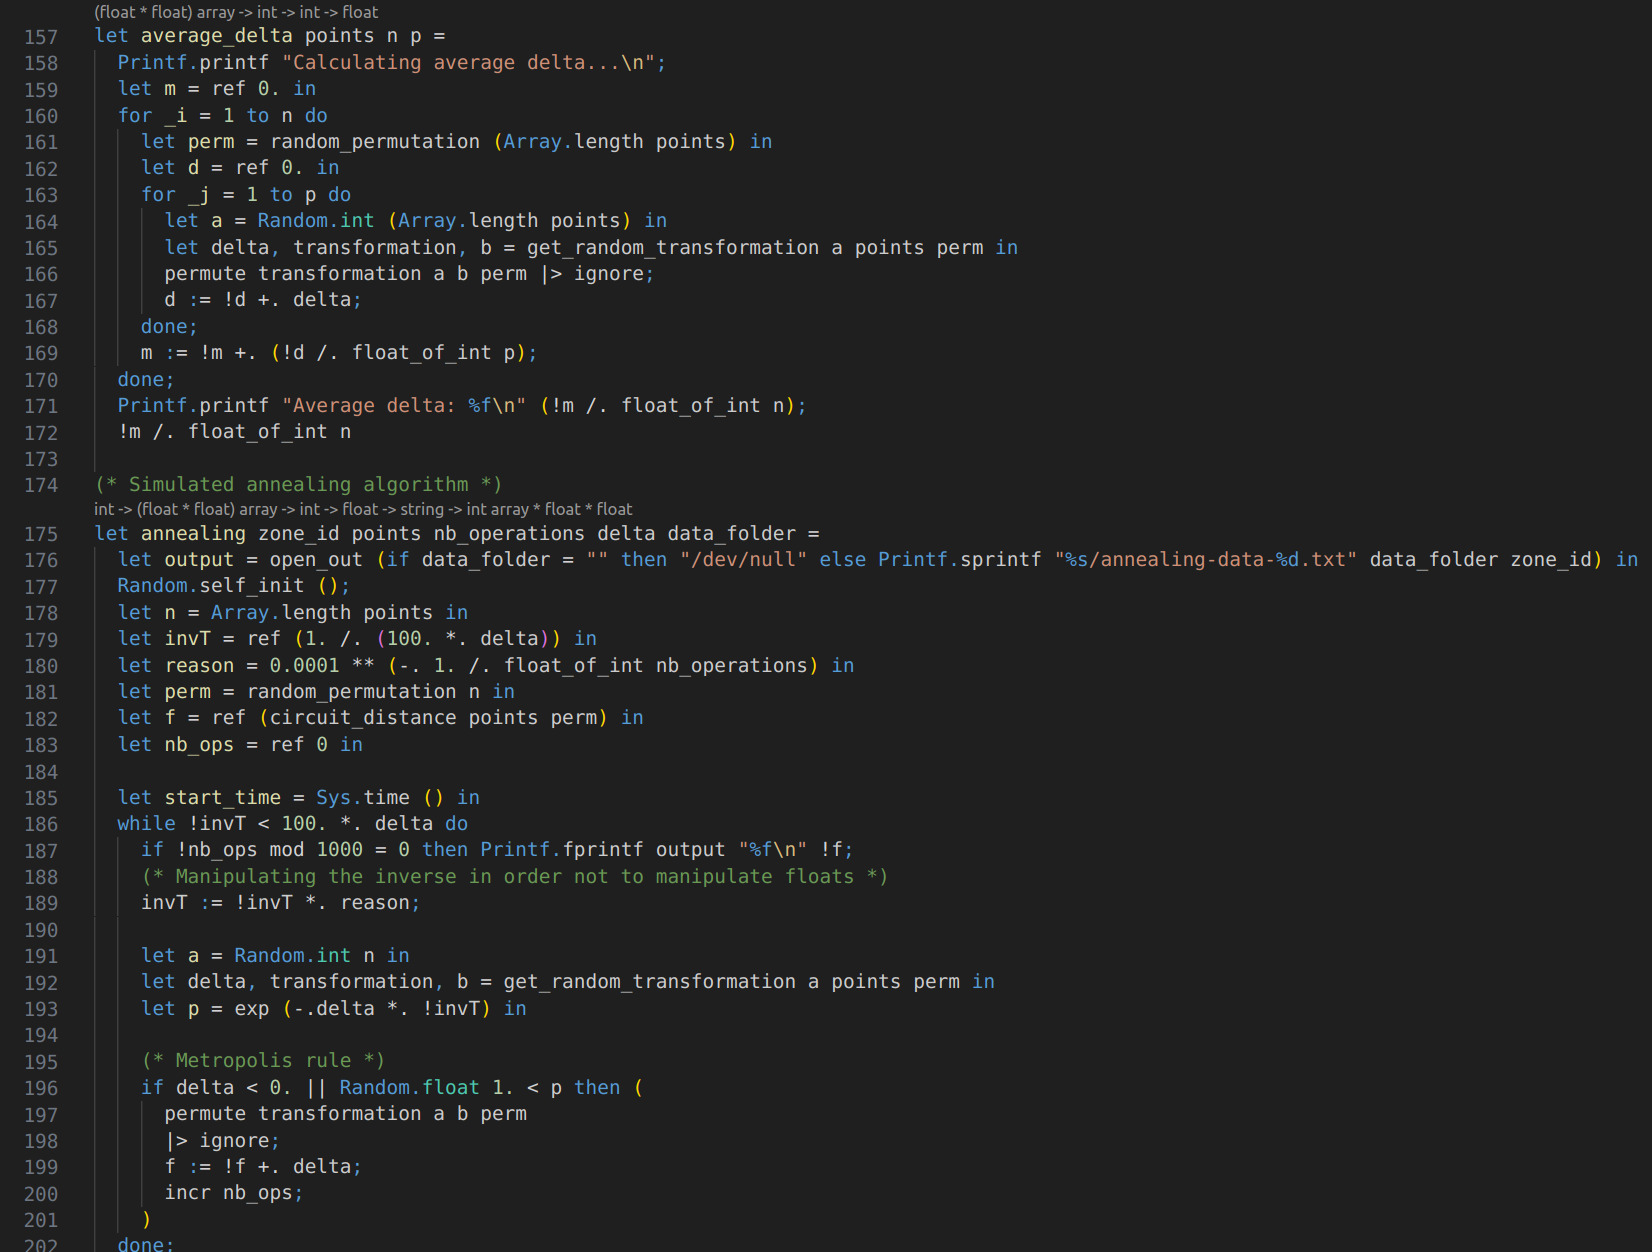 (float * float) array -> int -> int -> float
157 let average_delta points n p =
158   Printf.printf "Calculating average delta...\n";
159   let m = ref 0. in
160   for _i = 1 to n do
161     let perm = random_permutation (Array.length points) in
162     let d = ref 0. in
163     for _j = 1 to p do
164       let a = Random.int (Array.length points) in
165       let delta, transformation, b = get_random_transformation a points perm in
166       permute transformation a b perm |> ignore;
167       d := !d +. delta;
168     done;
169     m := !m +. (!d /. float_of_int p);
170   done;
171   Printf.printf "Average delta: %f\n" (!m /. float_of_int n);
172   !m /. float_of_int n
173
174 (* Simulated annealing algorithm *)
int -> (float * float) array -> int -> float -> string -> int array * float * float
175 let annealing zone_id points nb_operations delta data_folder =
176   let output = open_out (if data_folder = "" then "/dev/null" else Printf.sprintf "%s/annealing-data-%d.txt" data_folder zone_id) in
177   Random.self_init ();
178   let n = Array.length points in
179   let invT = ref (1. /. (100. *. delta)) in
180   let reason = 0.0001 ** (-. 1. /. float_of_int nb_operations) in
181   let perm = random_permutation n in
182   let f = ref (circuit_distance points perm) in
183   let nb_ops = ref 0 in
184
185   let start_time = Sys.time () in
186   while !invT < 100. *. delta do
187     if !nb_ops mod 1000 = 0 then Printf.fprintf output "%f\n" !f;
188     (* Manipulating the inverse in order not to manipulate floats *)
189     invT := !invT *. reason;
190
191     let a = Random.int n in
192     let delta, transformation, b = get_random_transformation a points perm in
193     let p = exp (-.delta *. !invT) in
194
195     (* Metropolis rule *)
196     if delta < 0. || Random.float 1. < p then (
197       permute transformation a b perm
198       |> ignore;
199       f := !f +. delta;
200       incr nb_ops;
201     )
202   done;